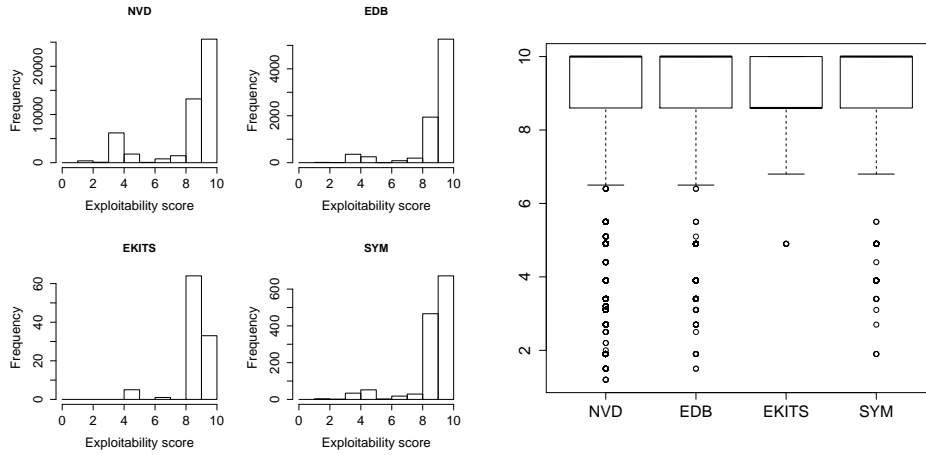 NVD
Frequency
0 10000 20000
0 2 4 6 8 10
Exploitability score
EDB
Frequency
0 2000 4000
0 2 4 6 8 10
Exploitability score
EKITS
Frequency
0 20 40 60
0 2 4 6 8 10
Exploitability score
SYM
Frequency
0 200 400 600
0 2 4 6 8 10
Exploitability score
2 4 6 8 10
NVD EDB EKITS SYM